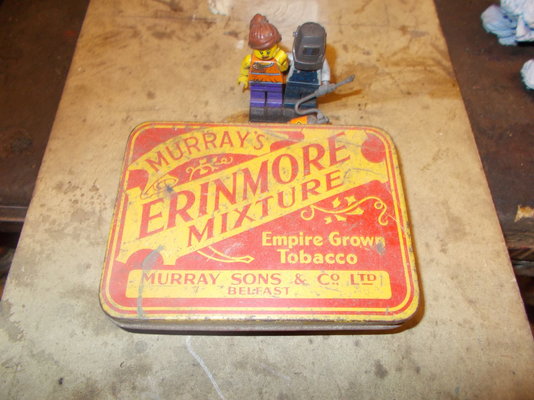 MURRAY'S
ERINMORE
MIXTURE
Empire Grown
Tobacco
MURRAY SONS & Co LTD
BELFAST